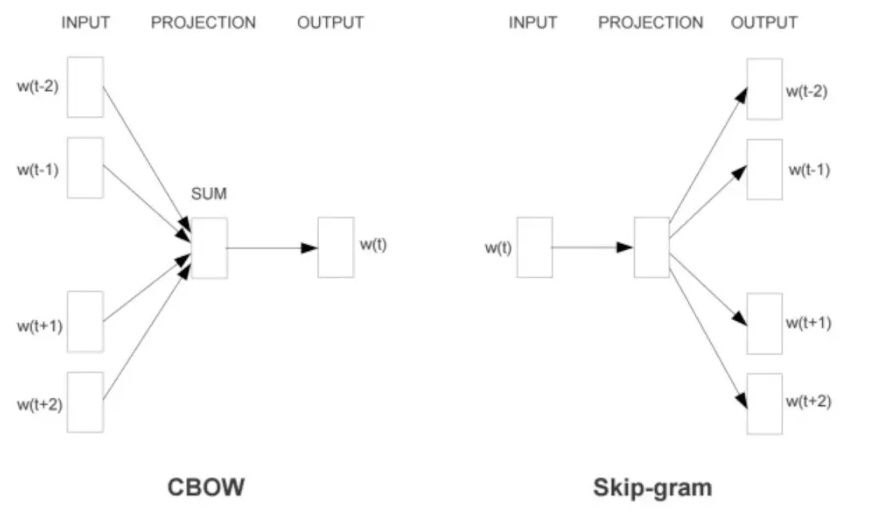 INPUT PROJECTION OUTPUT
w(t-2)
w(t-1)
SUM
w(t)
w(t+1)
w(t+2)
CBOW
INPUT PROJECTION OUTPUT
w(t-2)
w(t-1)
w(t)
w(t+1)
w(t+2)
Skip-gram